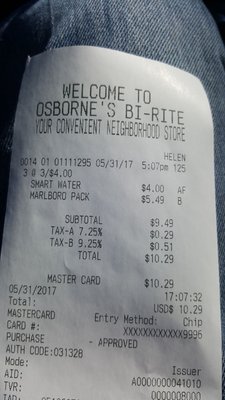 WELCOME TO
OSBORNE'S BI-RITE
YOUR CONVENIENT NEIGHBORHOOD STORE
HELEN
0014 01 01111295 05/31/17 5:07pm 125
3 @ 3/$4.00
SMART WATER $4.00 AF
MARLBORO PACK $5.49 B
SUBTOTAL $9.49
TAX-A 7.25% $0.29
TAX-B 9.25% $0.51
TOTAL $10.29
MASTER CARD $10.29
05/31/2017 17:07:32
Total: USD$ 10.29
MASTERCARD Entry Method: Chip
CARD #: XXXXXXXXXXXX9996
PURCHASE - APPROVED
AUTH CODE:031328
Mode: Issuer
AID: A0000000041010
TVR: 0000008000
IAD: